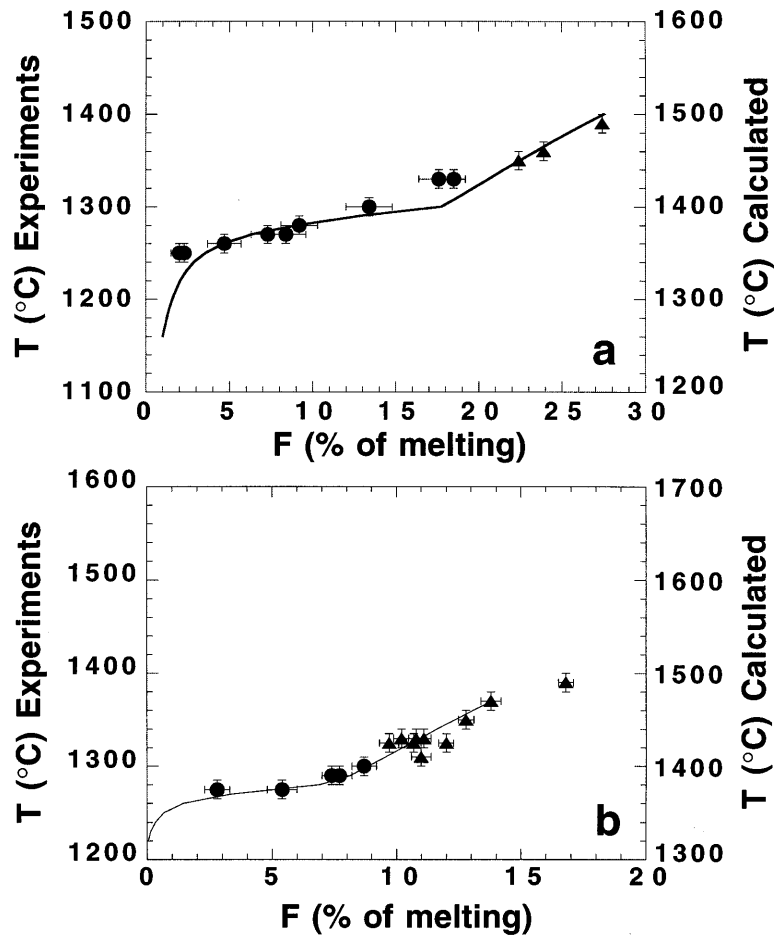 1500
1400
1300
1200
1100
T (°C) Experiments
1600
1500
1400
1300
1200
T (°C) Calculated
a
0 5 10 15 20 25 30
F (% of melting)
1600
1500
1400
1300
1200
T (°C) Experiments
1700
1600
1500
1400
1300
T (°C) Calculated
b
0 5 10 15 20
F (% of melting)